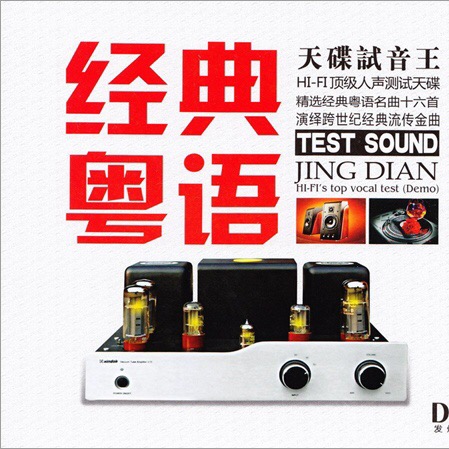 经典
粤语
天碟試音王
HI-FI顶级人声测试天碟
精选经典粤语名曲十六首
演绎跨世纪经典流传金曲
TEST SOUND
JING DIAN
HI-FI's top vocal test (Demo)